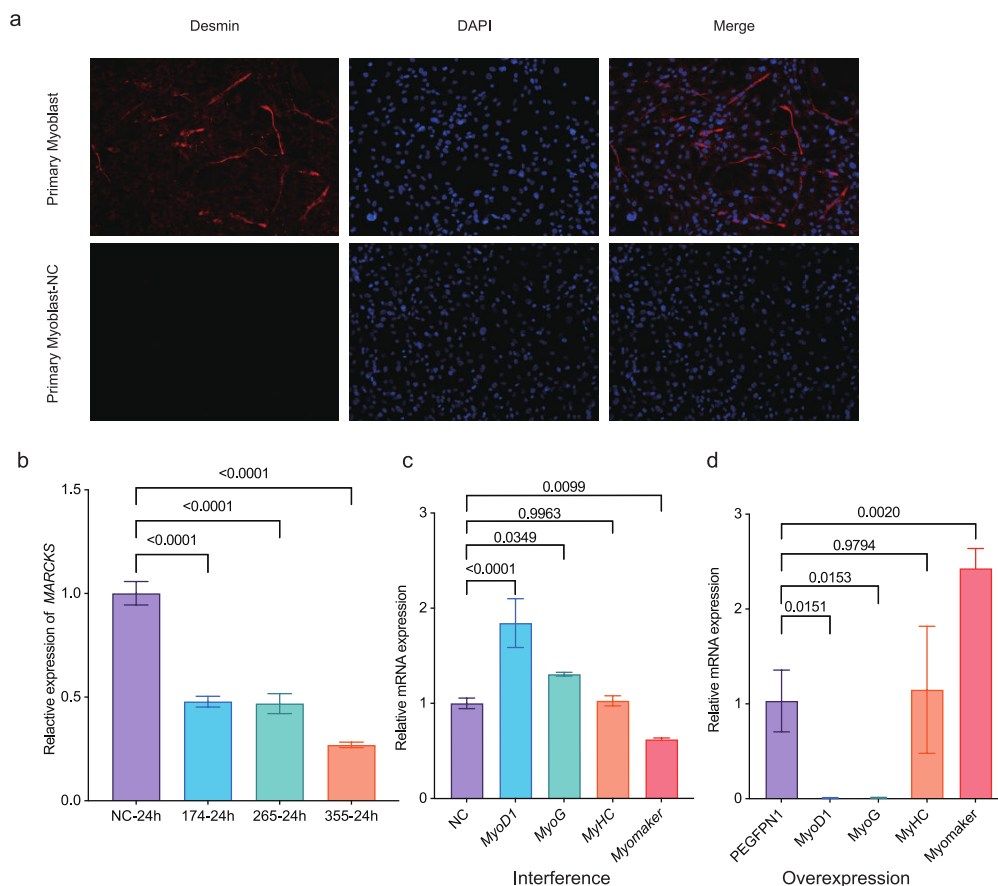 a
Desmin
DAPI
Merge
Primary Myoblast
Primary Myoblast-NC
b
Relactive expression of MARCKS
1.5
1.0
0.5
0.0
<0.0001
<0.0001
<0.0001
NC-24h
174-24h
265-24h
355-24h
c
Relative mRNA expression
3
2
1
0
0.0099
0.9963
0.0349
<0.0001
NC
MyoD1
MyoG
MyHC
Myomaker
Interference
d
Relative mRNA expression
3
2
1
0
0.0020
0.9794
0.0153
0.0151
PEGFPN1
MyoD1
MyoG
MyHC
Myomaker
Overexpression